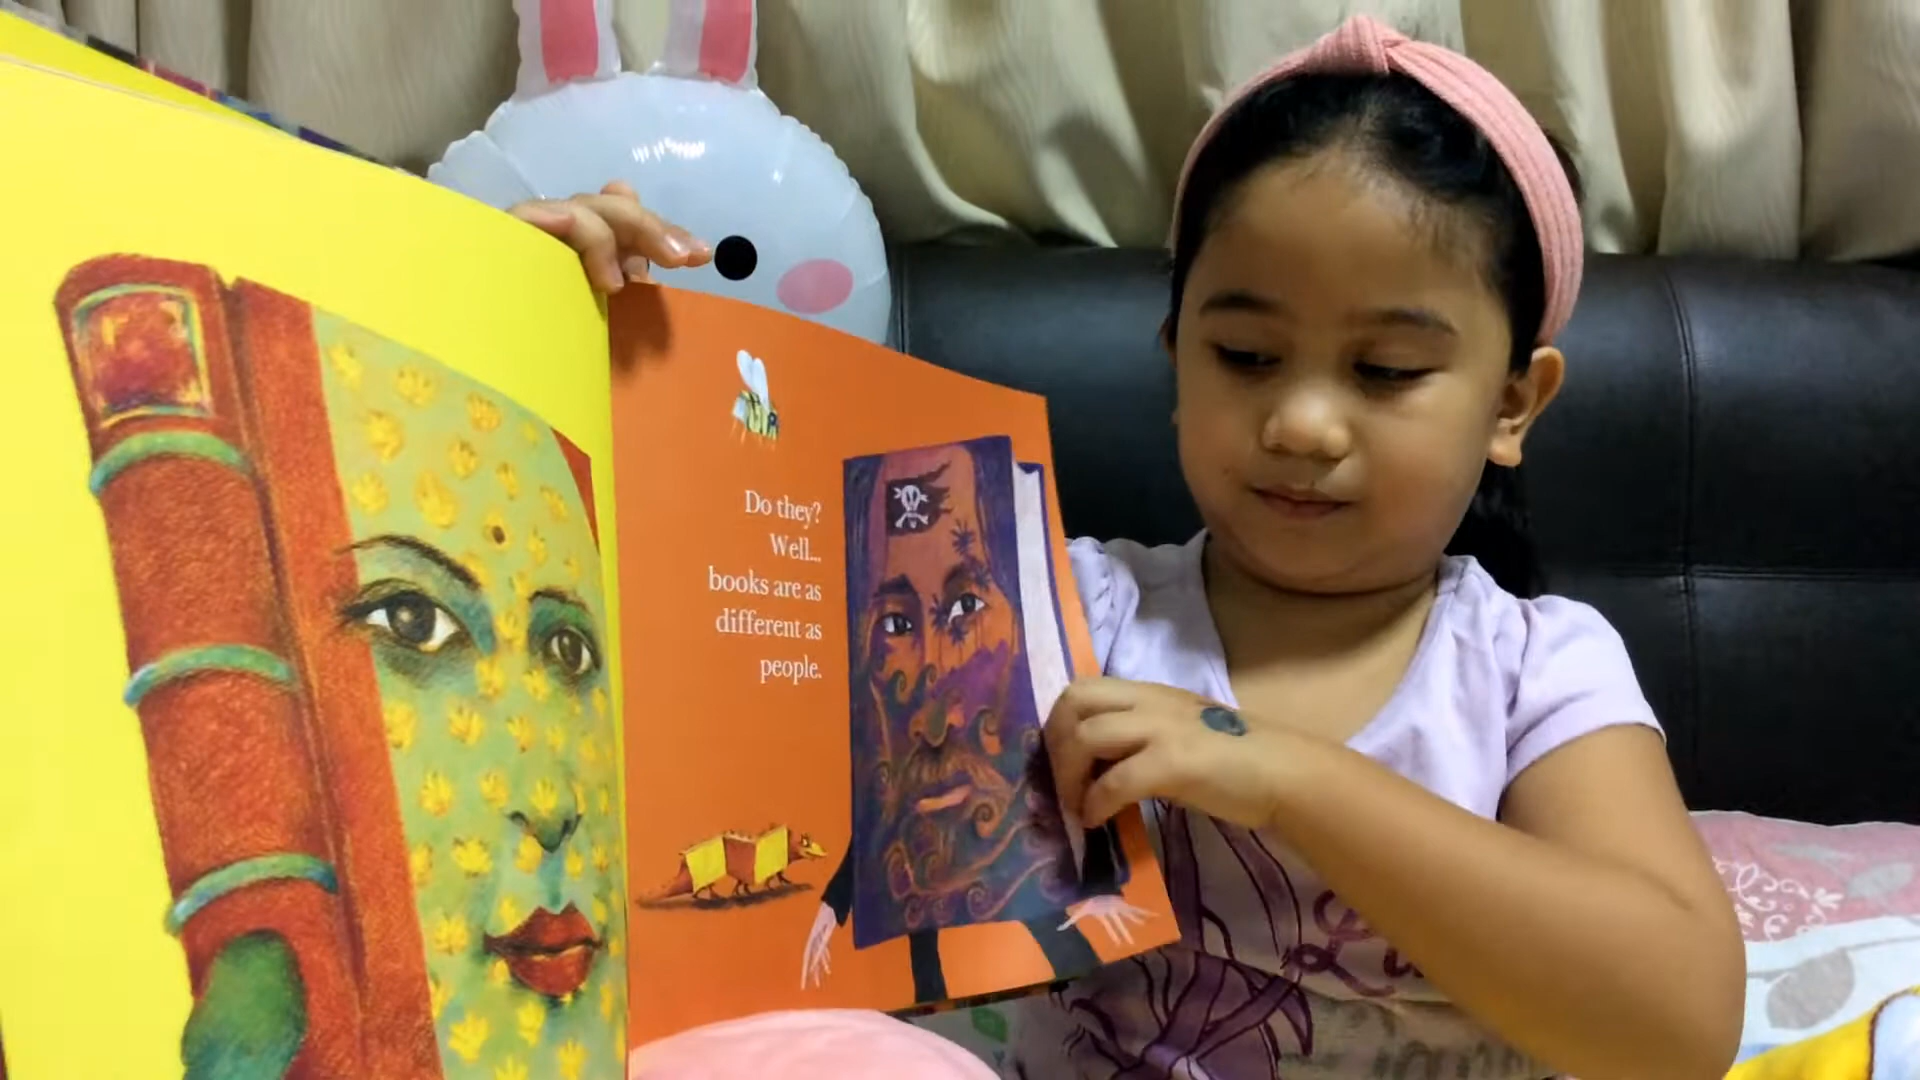 Do they?
Well...
books are as
different as
people.